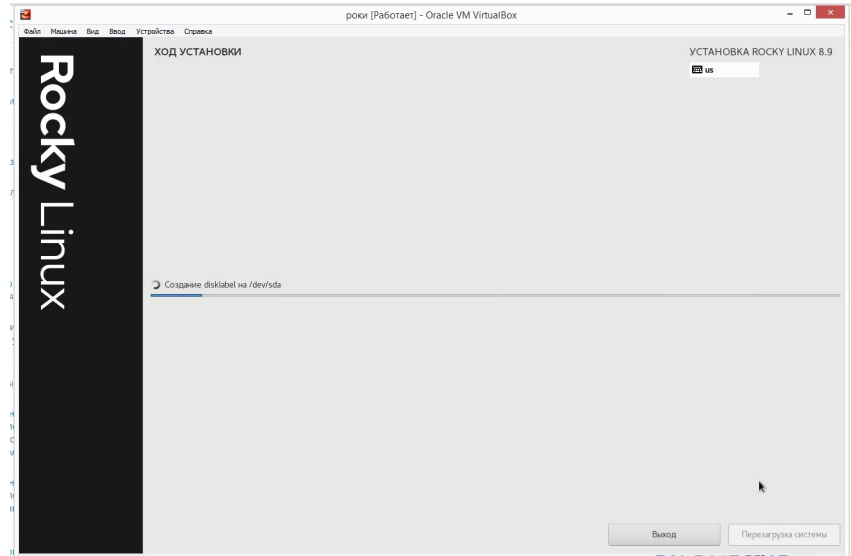 роки [Работает] - Oracle VM VirtualBox
Файл Машина Вид Ввод Устройства Справка
Rocky Linux
ХОД УСТАНОВКИ
УСТАНОВКА ROCKY LINUX 8.9
us
Создание disklabel на /dev/sda
Выход
Перезагрузка системы